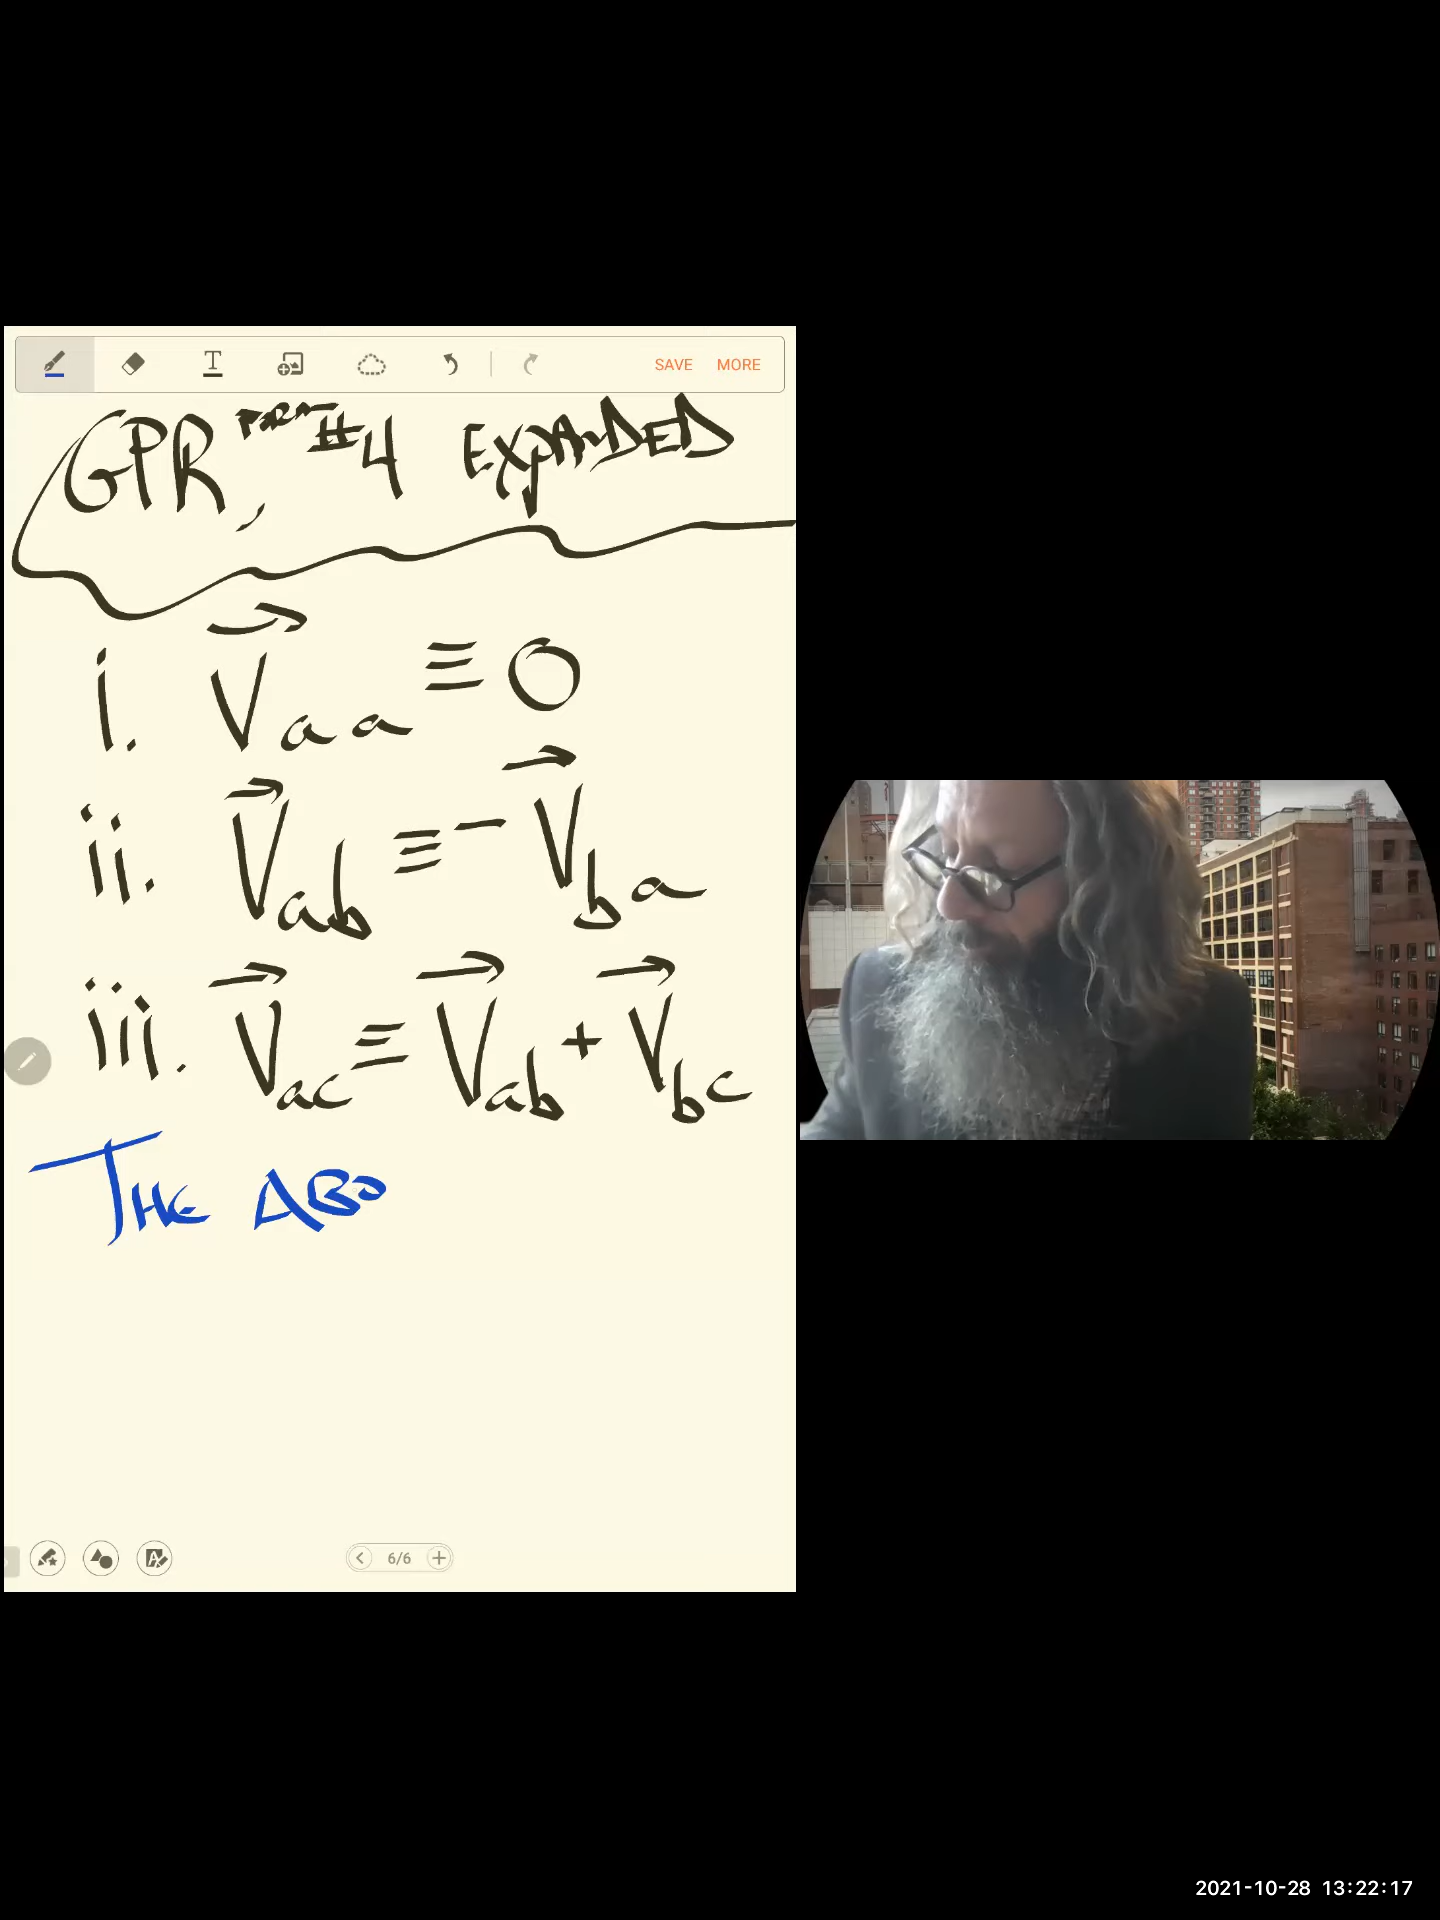 T
SAVE MORE
GPR, FORM #4 EXPANDED
i. V⃗aa ≡ 0
ii. V⃗ab ≡ - V⃗ba
iii. V⃗ac ≡ V⃗ab + V⃗bc
THE ABO
A
6/6
2021-10-28 13:22:17